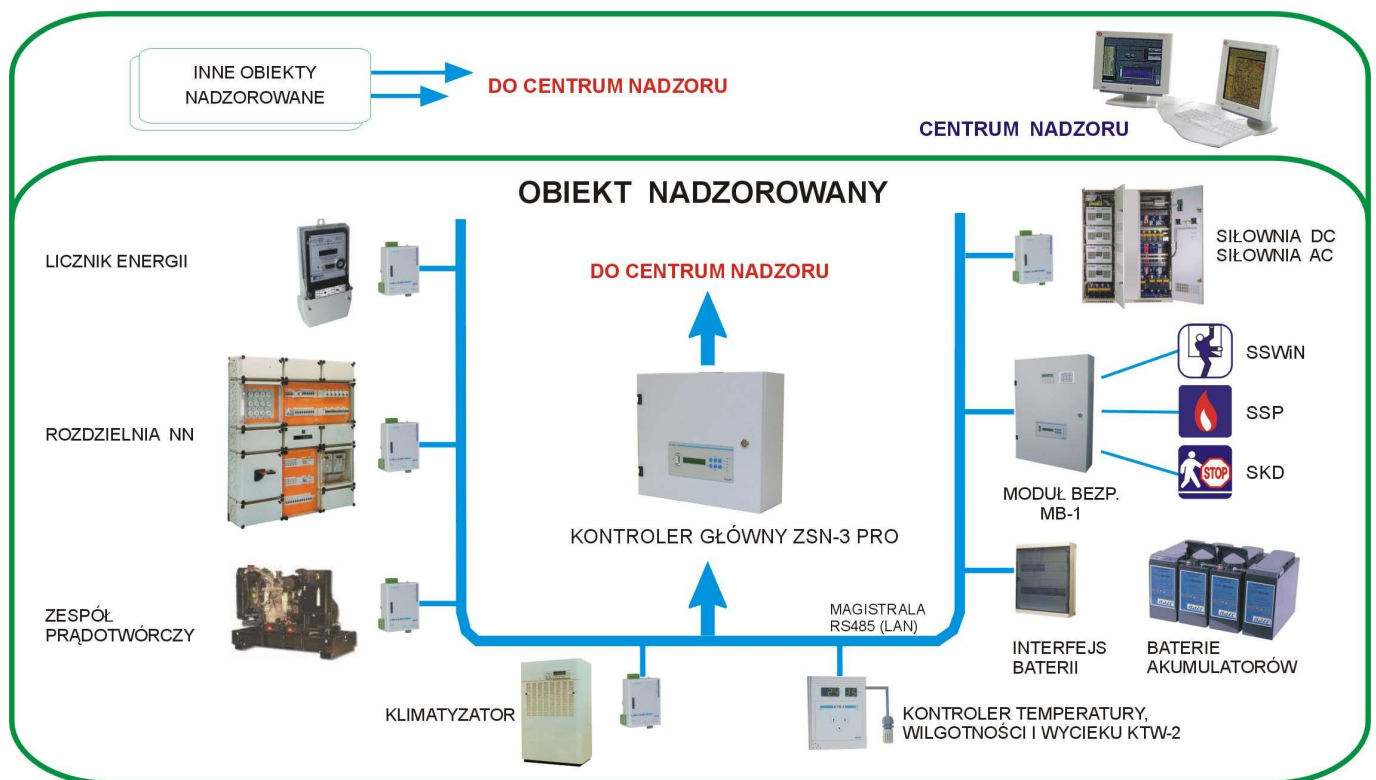 INNE OBIEKTY
NADZOROWANE
DO CENTRUM NADZORU
CENTRUM NADZORU
OBIEKT NADZOROWANY
LICZNIK ENERGII
DO CENTRUM NADZORU
SIŁOWNIA DC
SIŁOWNIA AC
SSWiN
ROZDZIELNIA NN
SSP
STOP
SKD
MODUŁ BEZP.
MB-1
KONTROLER GŁÓWNY ZSN-3 PRO
ZESPÓŁ
PRĄDOTWÓRCZY
MAGISTRALA
RS485 (LAN)
INTERFEJS
BATERII
BATERIE
AKUMULATORÓW
KLIMATYZATOR
KONTROLER TEMPERATURY,
WILGOTNOŚCI I WYCIEKU KTW-2